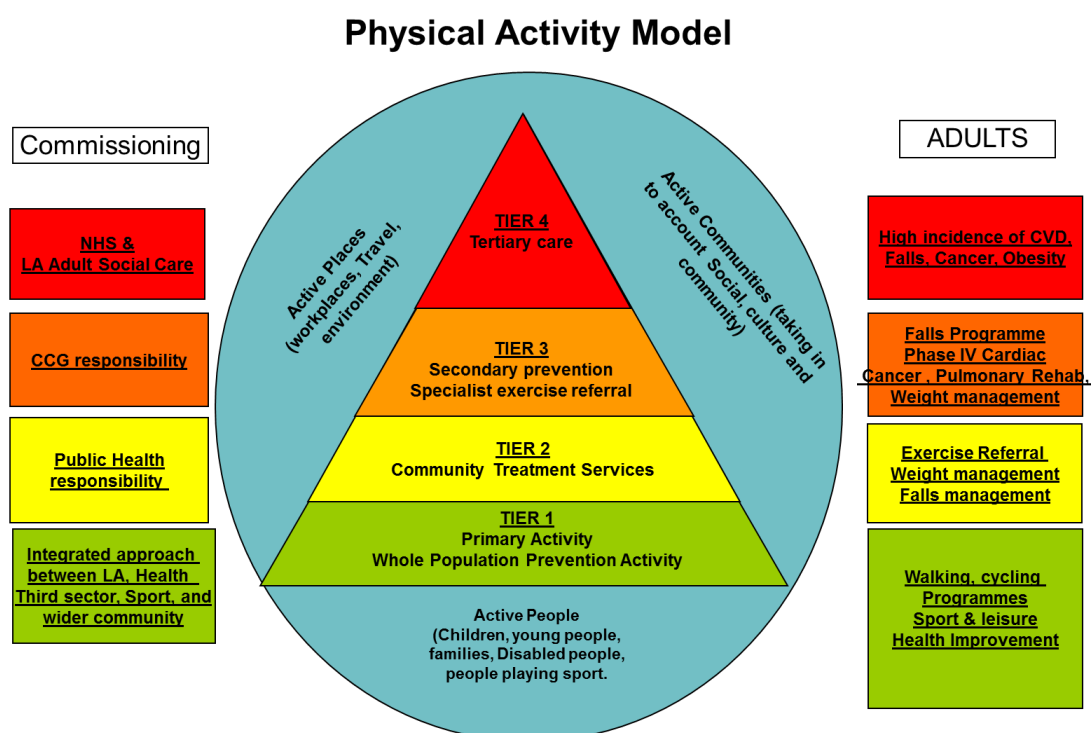 Physical Activity Model
Commissioning
NHS &
LA Adult Social Care
CCG responsibility
Public Health
responsibility
Integrated approach
between LA, Health
Third sector, Sport, and
wider community
Active Places
(workplaces, Travel,
environment)
TIER 4
Tertiary care
TIER 3
Secondary prevention
Specialist exercise referral
TIER 2
Community Treatment Services
TIER 1
Primary Activity
Whole Population Prevention Activity
Active People
(Children, young people,
families, Disabled people,
people playing sport.
Active Communities (taking in
to account Social, culture and
community)
ADULTS
High incidence of CVD,
Falls, Cancer, Obesity
Falls Programme
Phase IV Cardiac
Cancer , Pulmonary Rehab,
Weight management
Exercise Referral
Weight management
Falls management
Walking, cycling
Programmes
Sport & leisure
Health Improvement